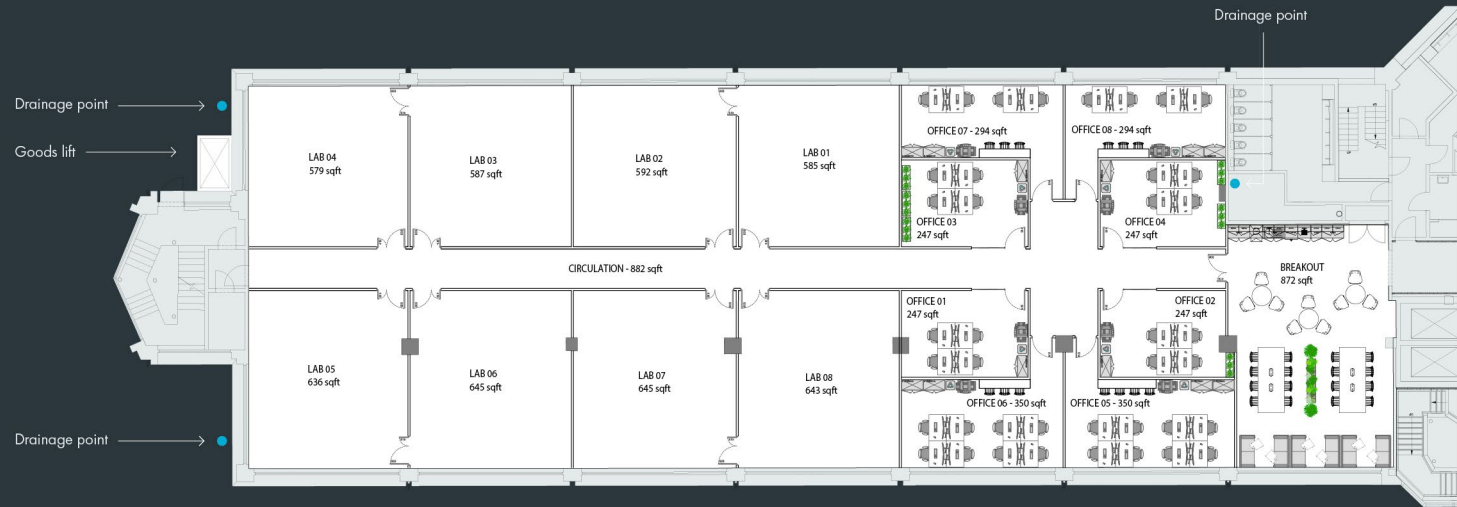 Drainage point
Drainage point
Goods lift
Drainage point
LAB 04
579 sqft
LAB 03
587 sqft
LAB 02
592 sqft
LAB 01
585 sqft
OFFICE 07 - 294 sqft
OFFICE 08 - 294 sqft
OFFICE 03
247 sqft
OFFICE 04
247 sqft
CIRCULATION - 882 sqft
BREAKOUT
872 sqft
OFFICE 01
247 sqft
OFFICE 02
247 sqft
LAB 05
636 sqft
LAB 06
645 sqft
LAB 07
645 sqft
LAB 08
643 sqft
OFFICE 06 - 350 sqft
OFFICE 05 - 350 sqft